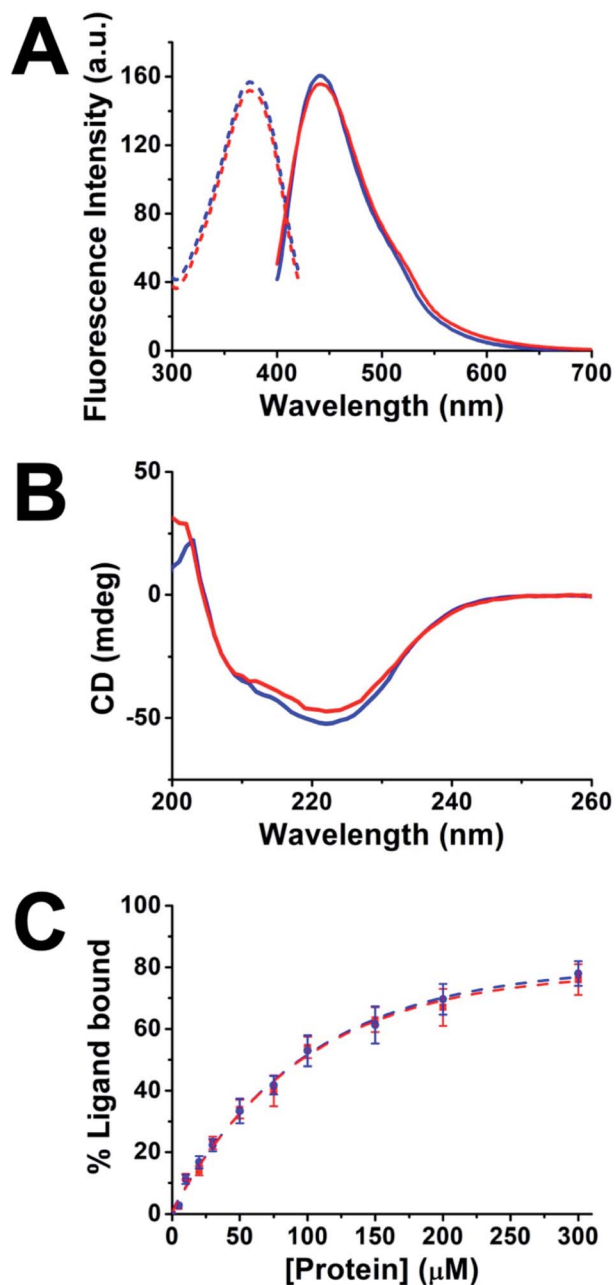 A
Fluorescence Intensity (a.u.)
160
120
80
40
0
300 400 500 600 700
Wavelength (nm)
B
CD (mdeg)
50
0
-50
200 220 240 260
Wavelength (nm)
C
% Ligand bound
100
80
60
40
20
0
0 50 100 150 200 250 300
[Protein] (μM)